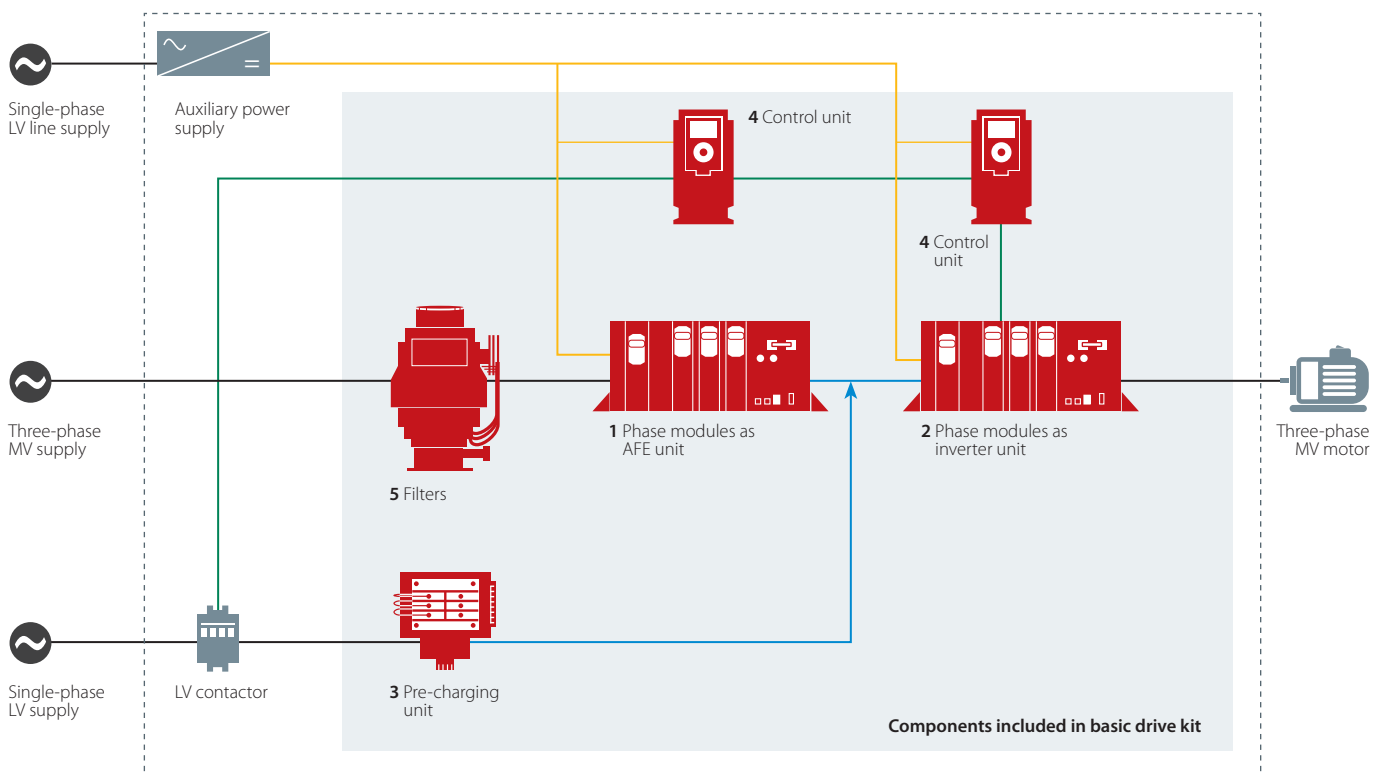 Single-phase
LV line supply
Auxiliary power
supply
4 Control unit
4 Control
unit
Three-phase
MV supply
5 Filters
1 Phase modules as
AFE unit
2 Phase modules as
inverter unit
Three-phase
MV motor
Single-phase
LV supply
LV contactor
3 Pre-charging
unit
Components included in basic drive kit